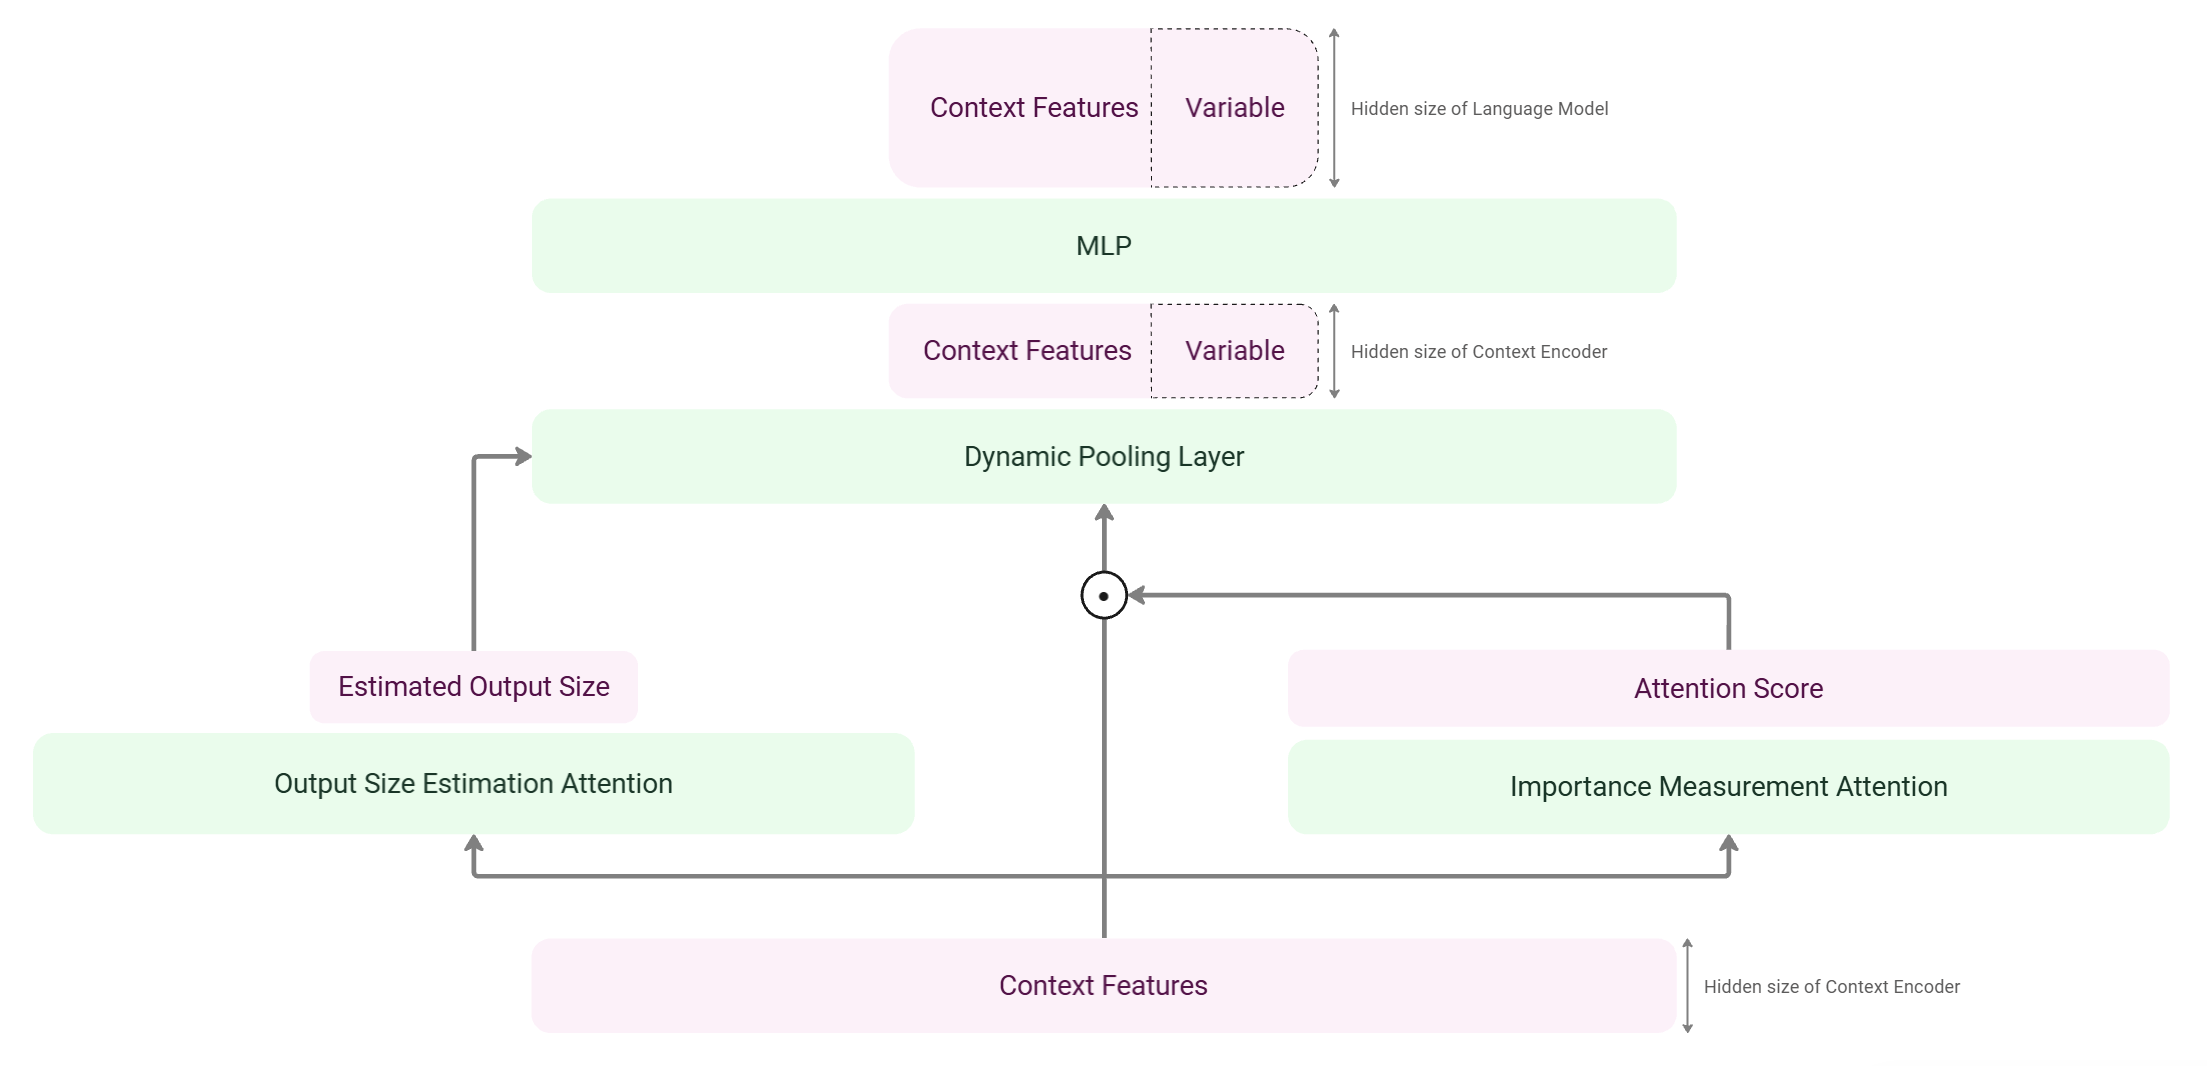 Context Features
Variable
Hidden size of Language Model
MLP
Context Features
Variable
Hidden size of Context Encoder
Dynamic Pooling Layer
Estimated Output Size
Attention Score
Output Size Estimation Attention
Importance Measurement Attention
Context Features
Hidden size of Context Encoder